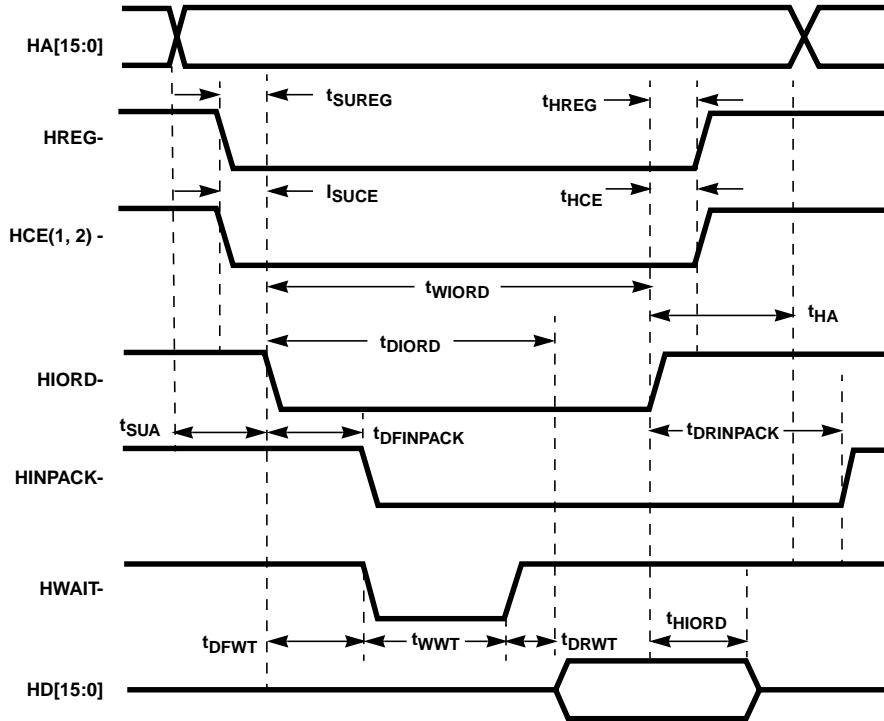 HA[15:0]
tSUREG
tHREG
HREG-
ISUCE
tHCE
HCE(1, 2) -
tWIORD
tHA
tDIORD
HIORD-
tSUA
tDFINPACK
tDRINPACK
HINPACK-
HWAIT-
tHIORD
tDFWT
tWWT
tDRWT
HD[15:0]